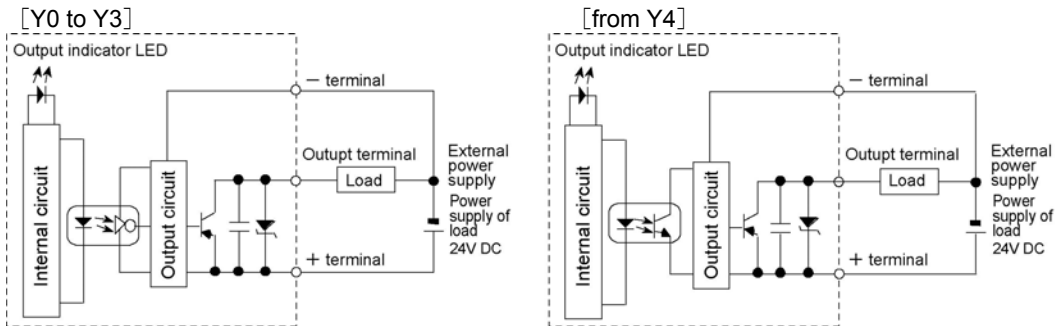 [Y0 to Y3]
Output indicator LED
Internal circuit
Output circuit
− terminal
Outupt terminal
Load
External
power
supply
Power
supply of
load
24V DC
+ terminal
[from Y4]
Output indicator LED
Internal circuit
Output circuit
− terminal
Outupt terminal
Load
External
power
supply
Power
supply of
load
24V DC
+ terminal